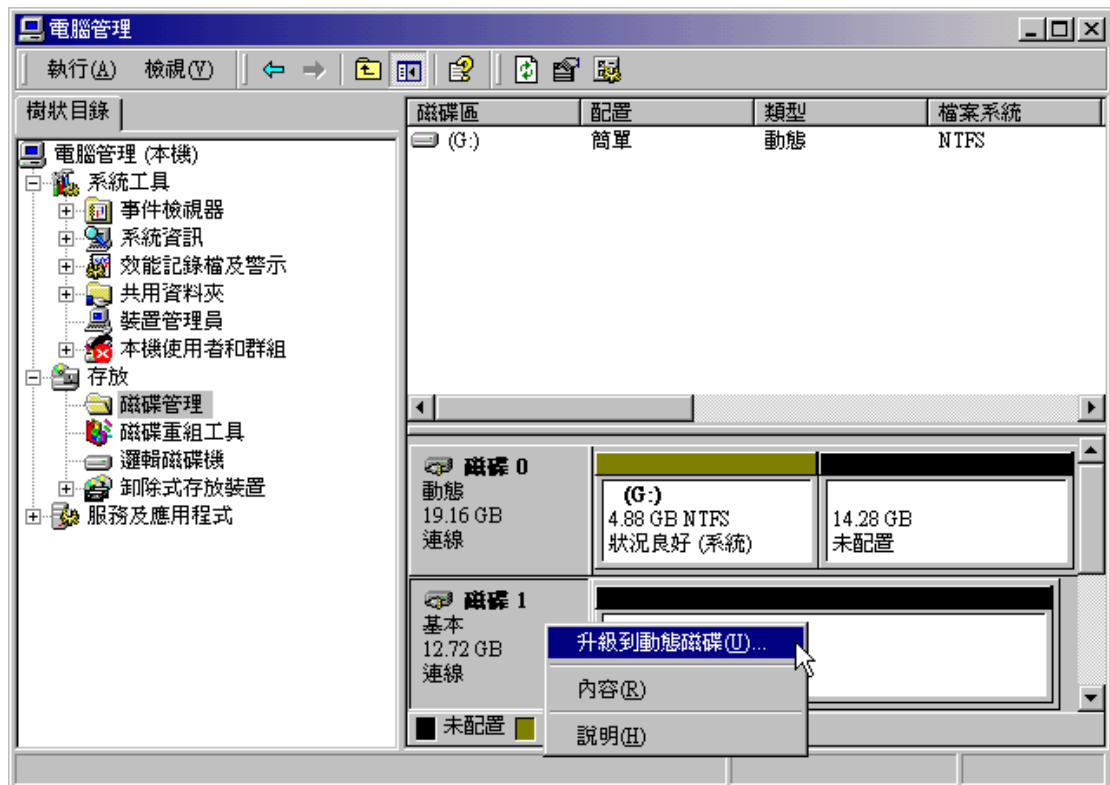 電腦管理
執行(A) 檢視(V)
樹狀目錄
電腦管理 (本機)
系統工具
事件檢視器
系統資訊
效能記錄檔及警示
共用資料夾
裝置管理員
本機使用者和群組
存放
磁碟管理
磁碟重組工具
邏輯磁碟機
卸除式存放裝置
服務及應用程式
磁碟區 配置 類型 檔案系統
(G:) 簡單 動態 NTFS
磁碟 0
動態
19.16 GB
連線
(G:)
4.88 GB NTFS
狀況良好 (系統)
14.28 GB
未配置
磁碟 1
基本
12.72 GB
連線
升級到動態磁碟(U)...
內容(R)
說明(H)
未配置